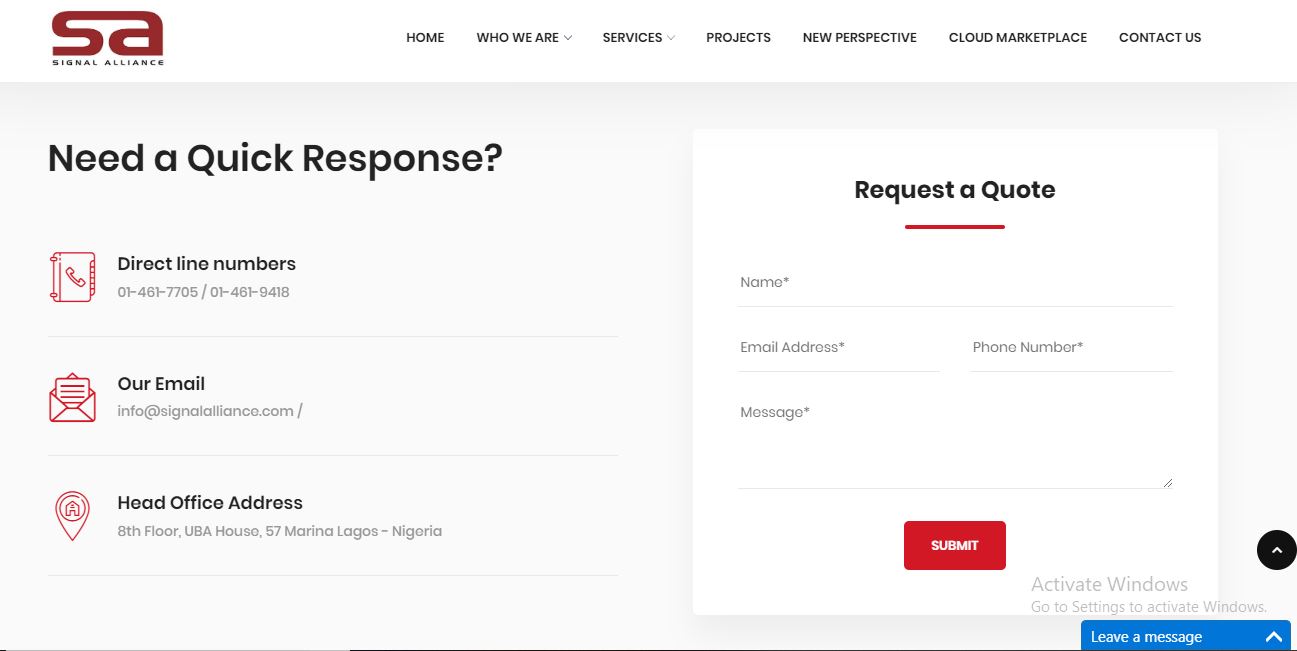 sa
SIGNAL ALLIANCE
HOME
WHO WE ARE
SERVICES
PROJECTS
NEW PERSPECTIVE
CLOUD MARKETPLACE
CONTACT US
Need a Quick Response?
Direct line numbers
01-461-7705 / 01-461-9418
Our Email
info@signalalliance.com /
Head Office Address
8th Floor, UBA House, 57 Marina Lagos - Nigeria
Request a Quote
Name*
Email Address*
Phone Number*
Message*
SUBMIT
Activate Windows
Go to Settings to activate Windows.
Leave a message